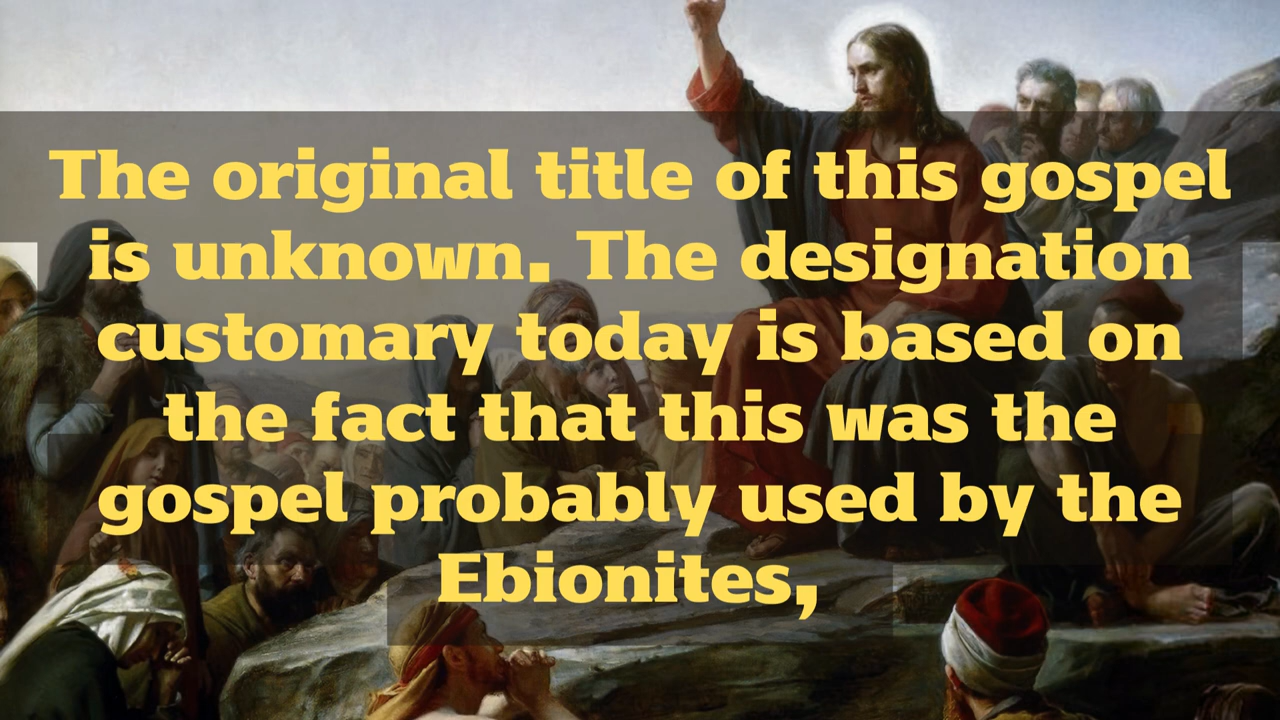 The original title of this gospel
is unknown. The designation
customary today is based on
the fact that this was the
gospel probably used by the
Ebionites,